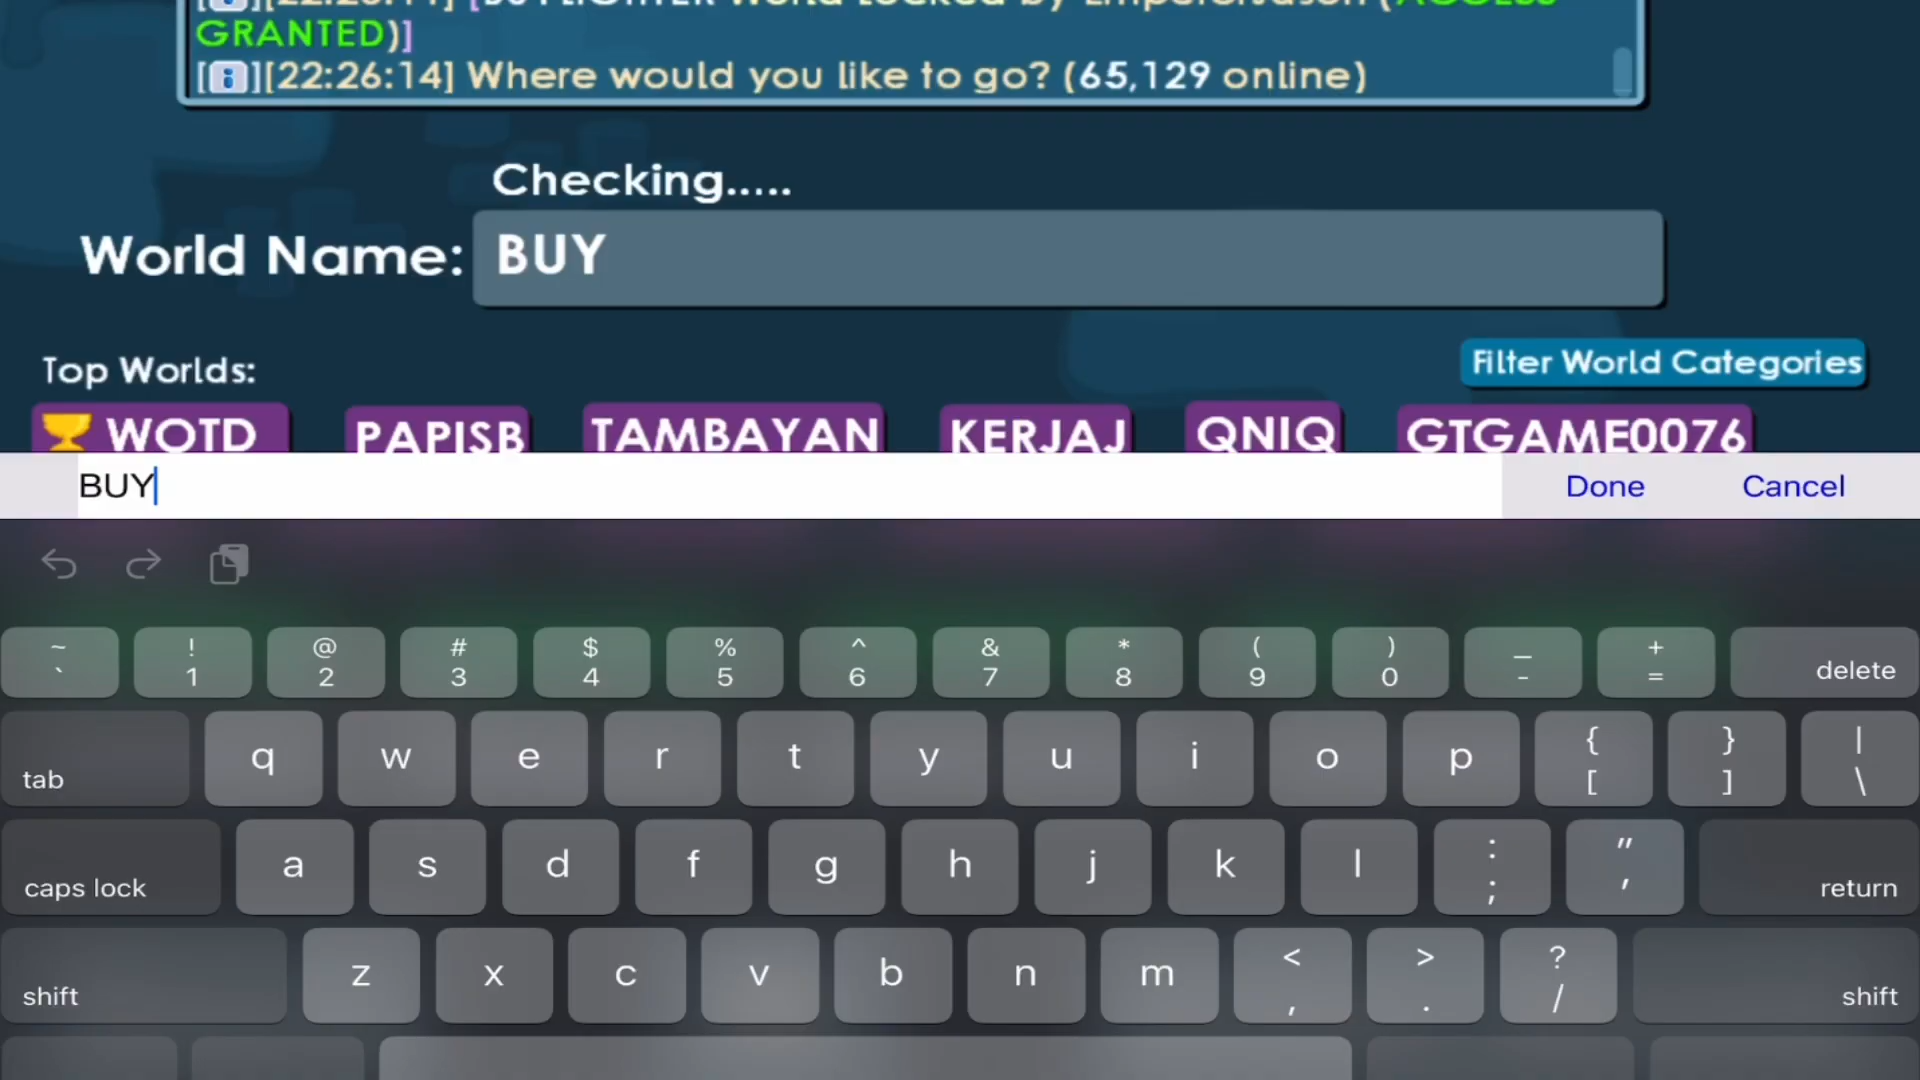 GRANTED)]
[i][22:26:14] Where would you like to go? (65,129 online)
Checking.....
World Name: BUY
Top Worlds:
Filter World Categories
WOTD PAPISB TAMBAYAN KERJAJ QNIQ GTGAME0076
BUY Done Cancel
~ ! @ # $ % ^ & * ( ) _ +
` 1 2 3 4 5 6 7 8 9 0 - = delete
tab q w e r t y u i o p { [ } ] | \
caps lock a s d f g h j k l : ; " ' return
shift z x c v b n m < , > . ? / shift